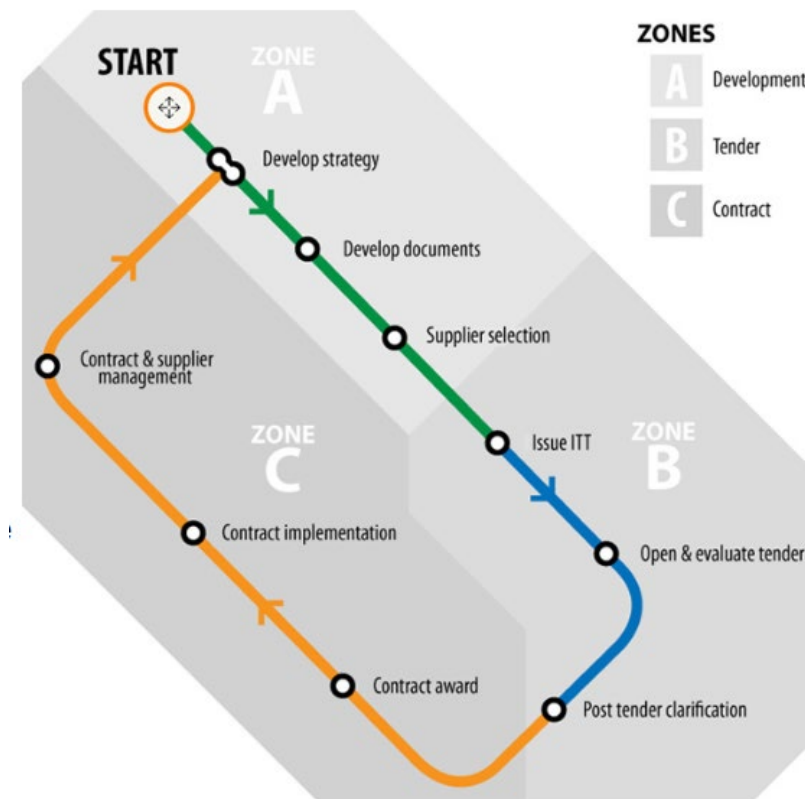 START
ZONE
A
Develop strategy
Develop documents
Supplier selection
Issue ITT
ZONE
B
Open & evaluate tender
Post tender clarification
Contract award
Contract implementation
ZONE
C
Contract & supplier
management
ZONES
A Development
B Tender
C Contract